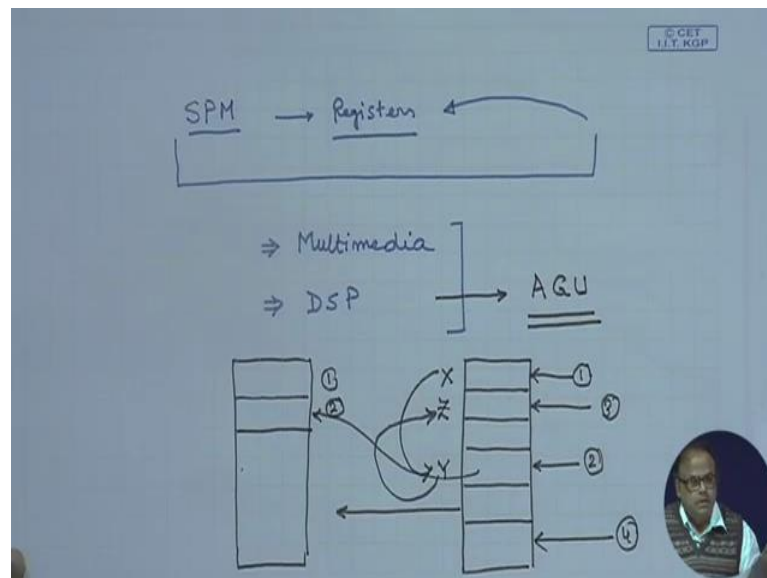 © CET
I.I.T. KGP
SPM → Registers
⇒ Multimedia
⇒ DSP → AGU
① X ①
② Z ③
Y ②
④